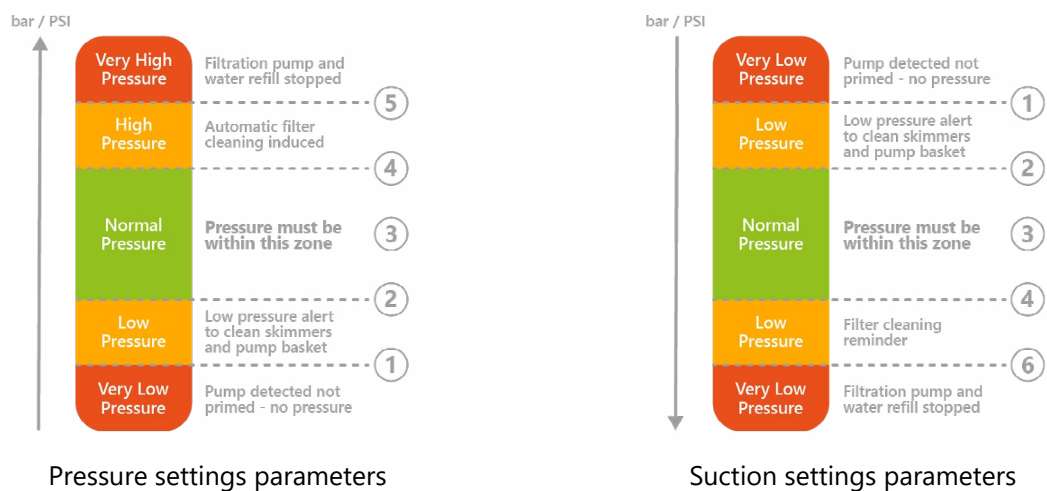 bar / PSI
Very High
Pressure
Filtration pump and
water refill stopped
5
High
Pressure
Automatic filter
cleaning induced
4
Normal
Pressure
Pressure must be
within this zone
3
2
Low
Pressure
Low pressure alert
to clean skimmers
and pump basket
1
Very Low
Pressure
Pump detected not
primed - no pressure
Pressure settings parameters
bar / PSI
Very Low
Pressure
Pump detected not
primed - no pressure
1
Low
Pressure
Low pressure alert
to clean skimmers
and pump basket
2
Normal
Pressure
Pressure must be
within this zone
3
4
Low
Pressure
Filter cleaning
reminder
6
Very Low
Pressure
Filtration pump and
water refill stopped
Suction settings parameters